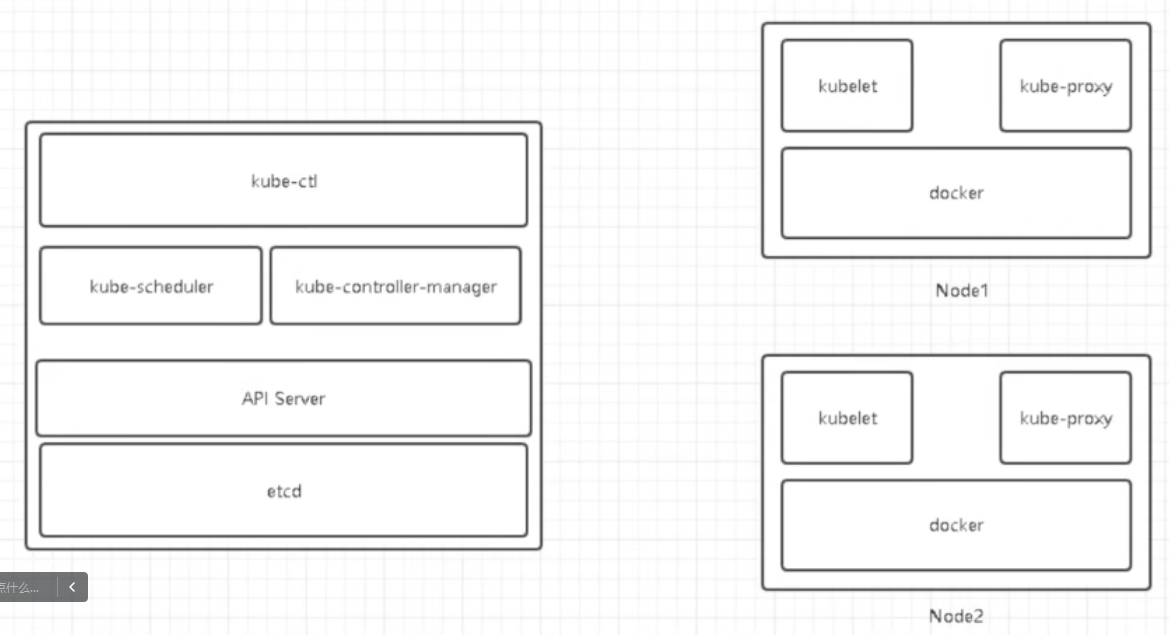 kube-ctl
kube-scheduler
kube-controller-manager
API Server
etcd
kubelet
kube-proxy
docker
Node1
kubelet
kube-proxy
docker
Node2
点什么...